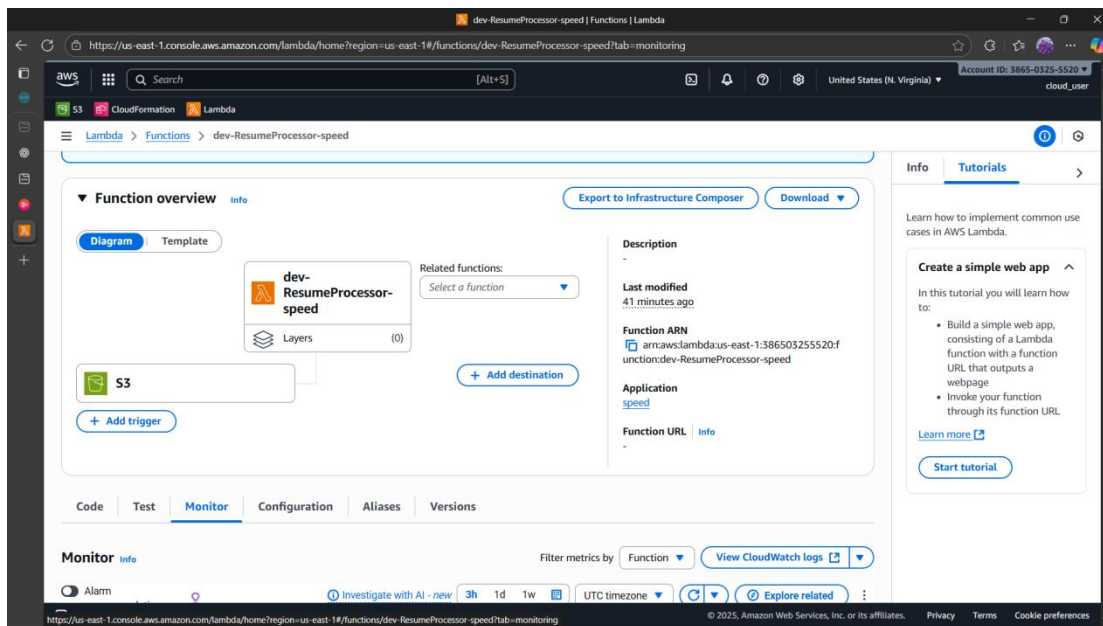 dev-ResumeProcessor-speed | Functions | Lambda
https://us-east-1.console.aws.amazon.com/lambda/home?region=us-east-1#/functions/dev-ResumeProcessor-speed?tab=monitoring
aws
Search [Alt+S]
United States (N. Virginia)
Account ID: 3865-0325-5520
cloud_user
S3 CloudFormation Lambda
Lambda > Functions > dev-ResumeProcessor-speed
Function overview Info
Export to Infrastructure Composer
Download
Diagram Template
dev-
ResumeProcessor-
speed
Layers (0)
Related functions:
Select a function
S3
+ Add destination
+ Add trigger
Description
-
Last modified
41 minutes ago
Function ARN
arn:aws:lambda:us-east-1:386503255520:f
unction:dev-ResumeProcessor-speed
Application
speed
Function URL Info
-
Code Test Monitor Configuration Aliases Versions
Monitor Info
Filter metrics by Function View CloudWatch logs
Alarm
Investigate with AI - new 3h 1d 1w UTC timezone Explore related
Info Tutorials
Learn how to implement common use
cases in AWS Lambda.
Create a simple web app
In this tutorial you will learn how
to:
• Build a simple web app,
consisting of a Lambda
function with a function
URL that outputs a
webpage
• Invoke your function
through its function URL
Learn more
Start tutorial
https://us-east-1.console.aws.amazon.com/lambda/home?region=us-east-1#/functions/dev-ResumeProcessor-speed?tab=monitoring
© 2025, Amazon Web Services, Inc. or its affiliates. Privacy Terms Cookie preferences